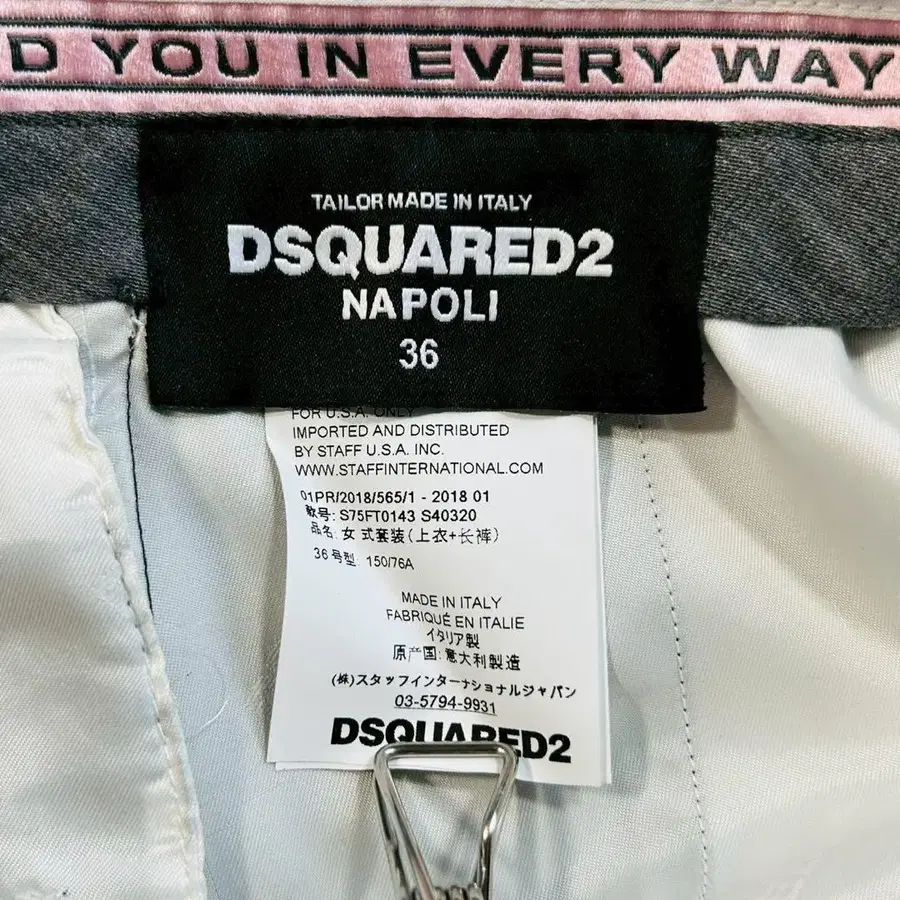 D YOU IN EVERY WAY
TAILOR MADE IN ITALY
DSQUARED2
NAPOLI
36
FOR U.S.A. ONLY
IMPORTED AND DISTRIBUTED
BY STAFF U.S.A. INC.
WWW.STAFFINTERNATIONAL.COM
01PR/2018/565/1 - 2018 01
款号: S75FT0143 S40320
品名: 女 式套装(上衣+长裤)
36 号型: 150/76A
MADE IN ITALY
FABRIQUÉ EN ITALIE
イタリア製
原产国: 意大利製造
(株)スタッフインターナショナルジャパン
03-5794-9931
DSQUARED2